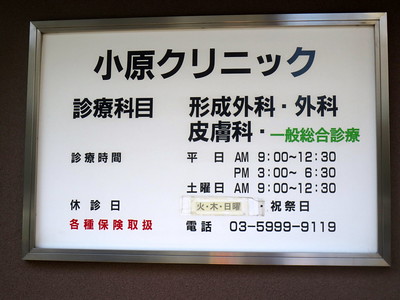 小原クリニック
診療科目 形成外科・外科
皮膚科・一般総合診療
診療時間 平 日 AM 9:00~12:30
PM 3:00~ 6:30
土曜日 AM 9:00~12:30
休 診 日 火・木・日曜・祝祭日
各種保険取扱 電話 03-5999-9119